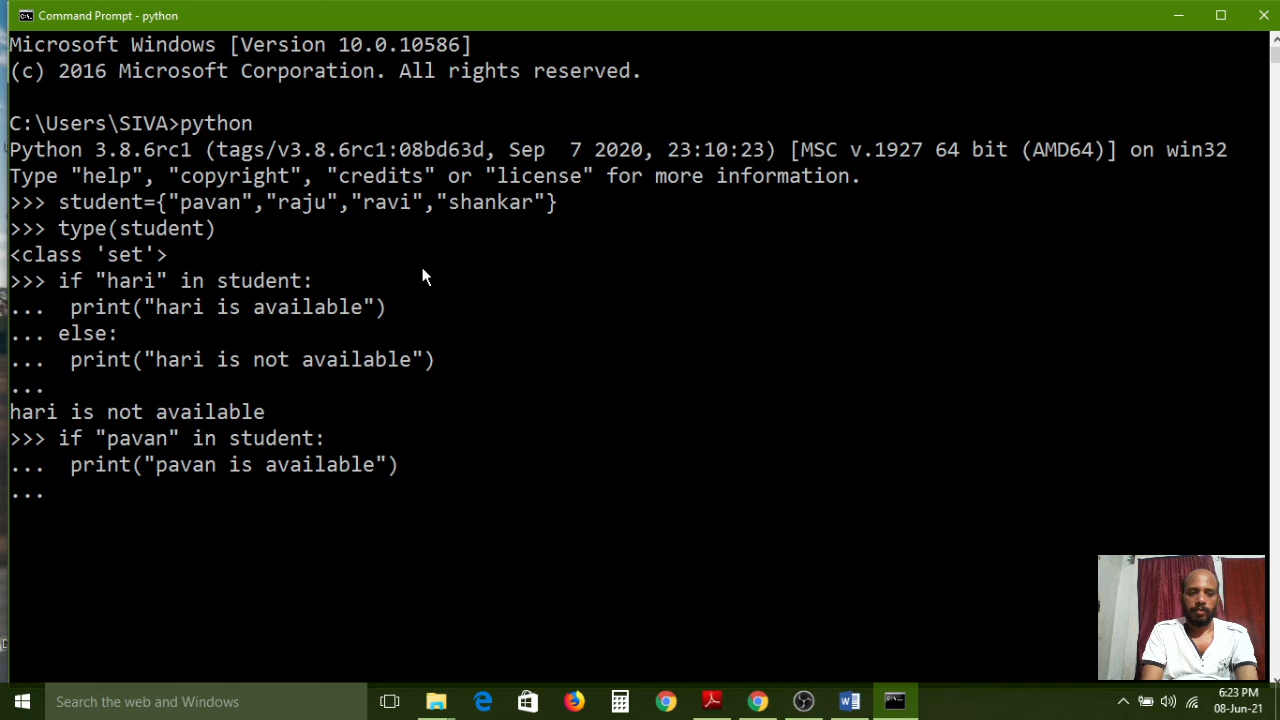 Command Prompt - python
Microsoft Windows [Version 10.0.10586]
(c) 2016 Microsoft Corporation. All rights reserved.
C:\Users\SIVA>python
Python 3.8.6rc1 (tags/v3.8.6rc1:08bd63d, Sep  7 2020, 23:10:23) [MSC v.1927 64 bit (AMD64)] on win32
Type "help", "copyright", "credits" or "license" for more information.
>>> student={"pavan","raju","ravi","shankar"}
>>> type(student)
<class 'set'>
>>> if "hari" in student:
...  print("hari is available")
... else:
...  print("hari is not available")
...
hari is not available
>>> if "pavan" in student:
...  print("pavan is available")
...
Search the web and Windows
6:23 PM
08-Jun-21